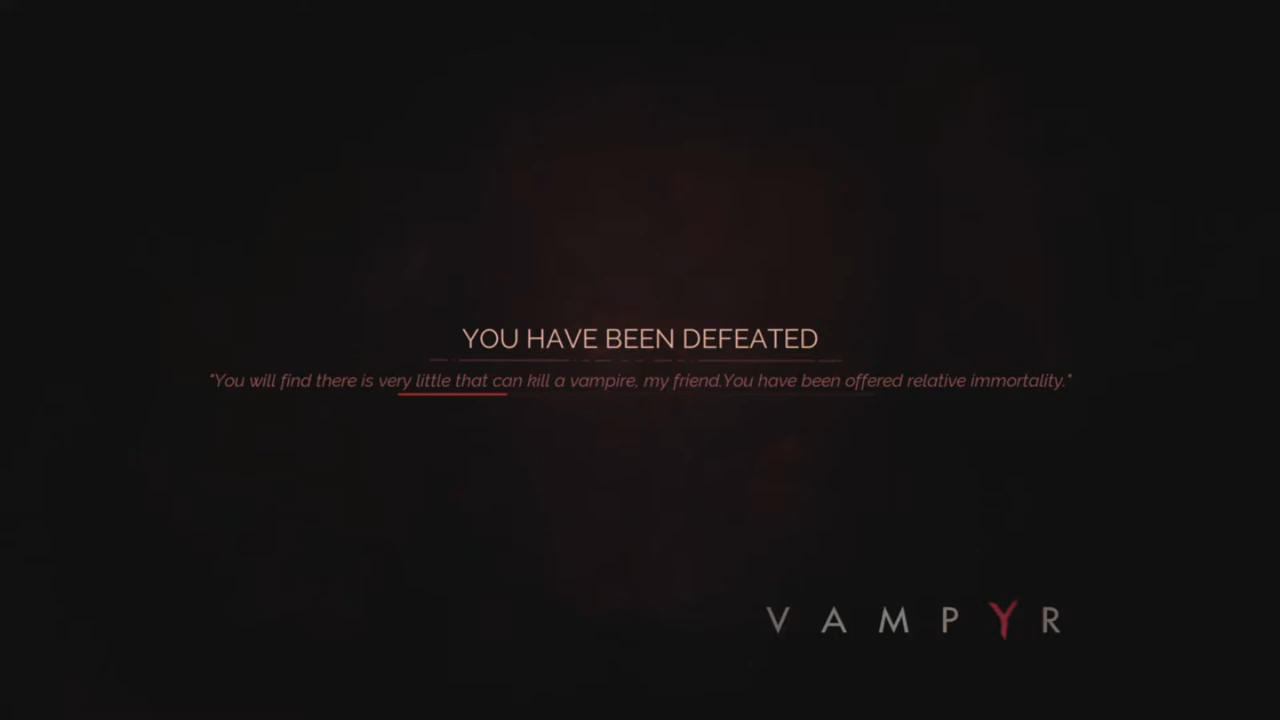 YOU HAVE BEEN DEFEATED
"You will find there is very little that can kill a vampire, my friend.You have been offered relative immortality."
VAMPYR